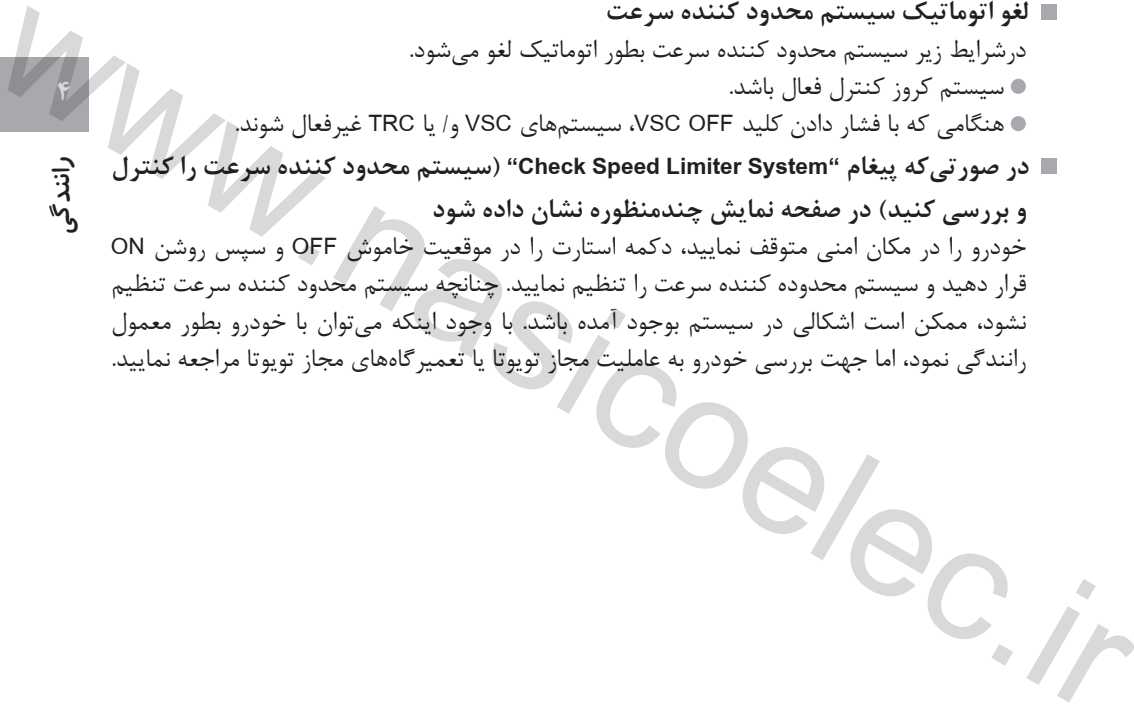 ■ لغو اتوماتیک سیستم محدود کننده سرعت
درشرایط زیر سیستم محدود کننده سرعت بطور اتوماتیک لغو می‌شود.
● سیستم کروز کنترل فعال باشد.
● هنگامی که با فشار دادن کلید VSC OFF، سیستم‌های VSC و/ یا TRC غیرفعال شوند.
■ در صورتی‌که پیغام “Check Speed Limiter System” (سیستم محدود کننده سرعت را کنترل
و بررسی کنید) در صفحه نمایش چندمنظوره نشان داده شود
خودرو را در مکان امنی متوقف نمایید، دکمه استارت را در موقعیت خاموش OFF و سپس روشن ON
قرار دهید و سیستم محدوده کننده سرعت را تنظیم نمایید. چنانچه سیستم محدود کننده سرعت تنظیم
نشود، ممکن است اشکالی در سیستم بوجود آمده باشد. با وجود اینکه می‌توان با خودرو بطور معمول
رانندگی نمود، اما جهت بررسی خودرو به عاملیت مجاز تویوتا یا تعمیرگاه‌های مجاز تویوتا مراجعه نمایید.
۴
رانندگی
www.nasicoelec.ir